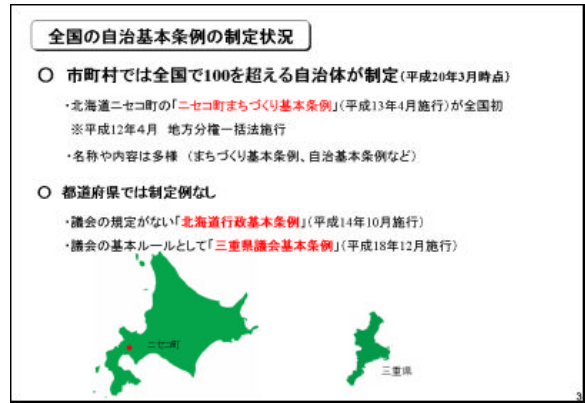 全国の自治基本条例の制定状況
○ 市町村では全国で100を超える自治体が制定(平成20年3月時点)
・北海道ニセコ町の「ニセコ町まちづくり基本条例」(平成13年4月施行)が全国初
※平成12年4月 地方分権一括法施行
・名称や内容は多様 (まちづくり基本条例、自治基本条例など)
○ 都道府県では制定例なし
・議会の規定がない「北海道行政基本条例」(平成14年10月施行)
・議会の基本ルールとして「三重県議会基本条例」(平成18年12月施行)
ニセコ町
三重県
3